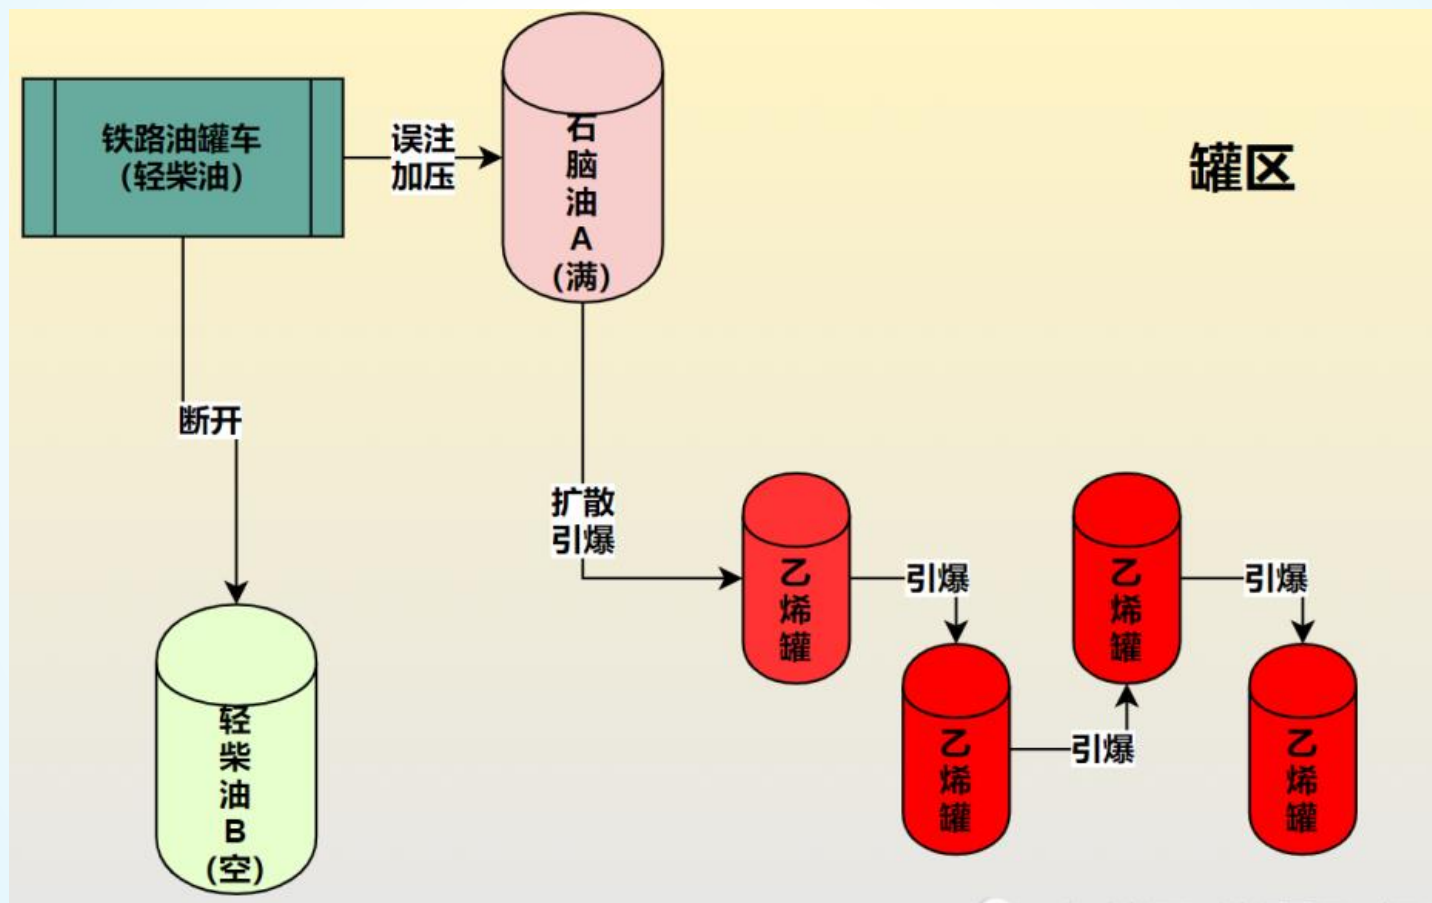 铁路油罐车
（轻柴油）
误注
加压
石
脑
油
A
（满）
罐区
断开
扩散
引爆
乙
烯
罐
引爆
乙
烯
罐
引爆
乙
烯
罐
引爆
乙
烯
罐
轻
柴
油
B
（空）